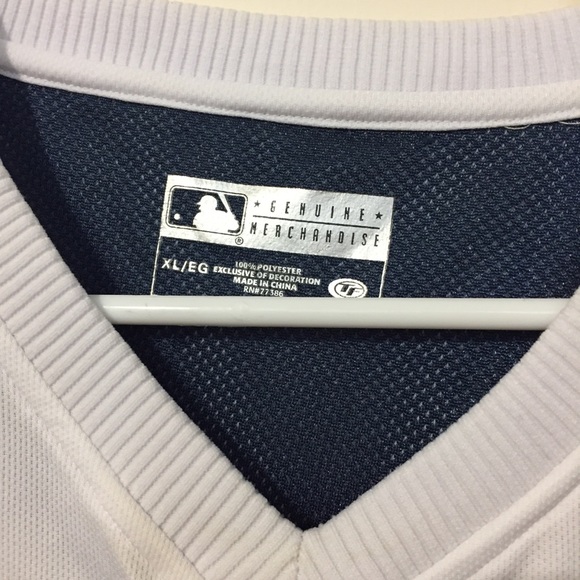 ★ GENUINE ★
MERCHANDISE
®
XL/EG
100% POLYESTER
EXCLUSIVE OF DECORATION
MADE IN CHINA
RN#77386